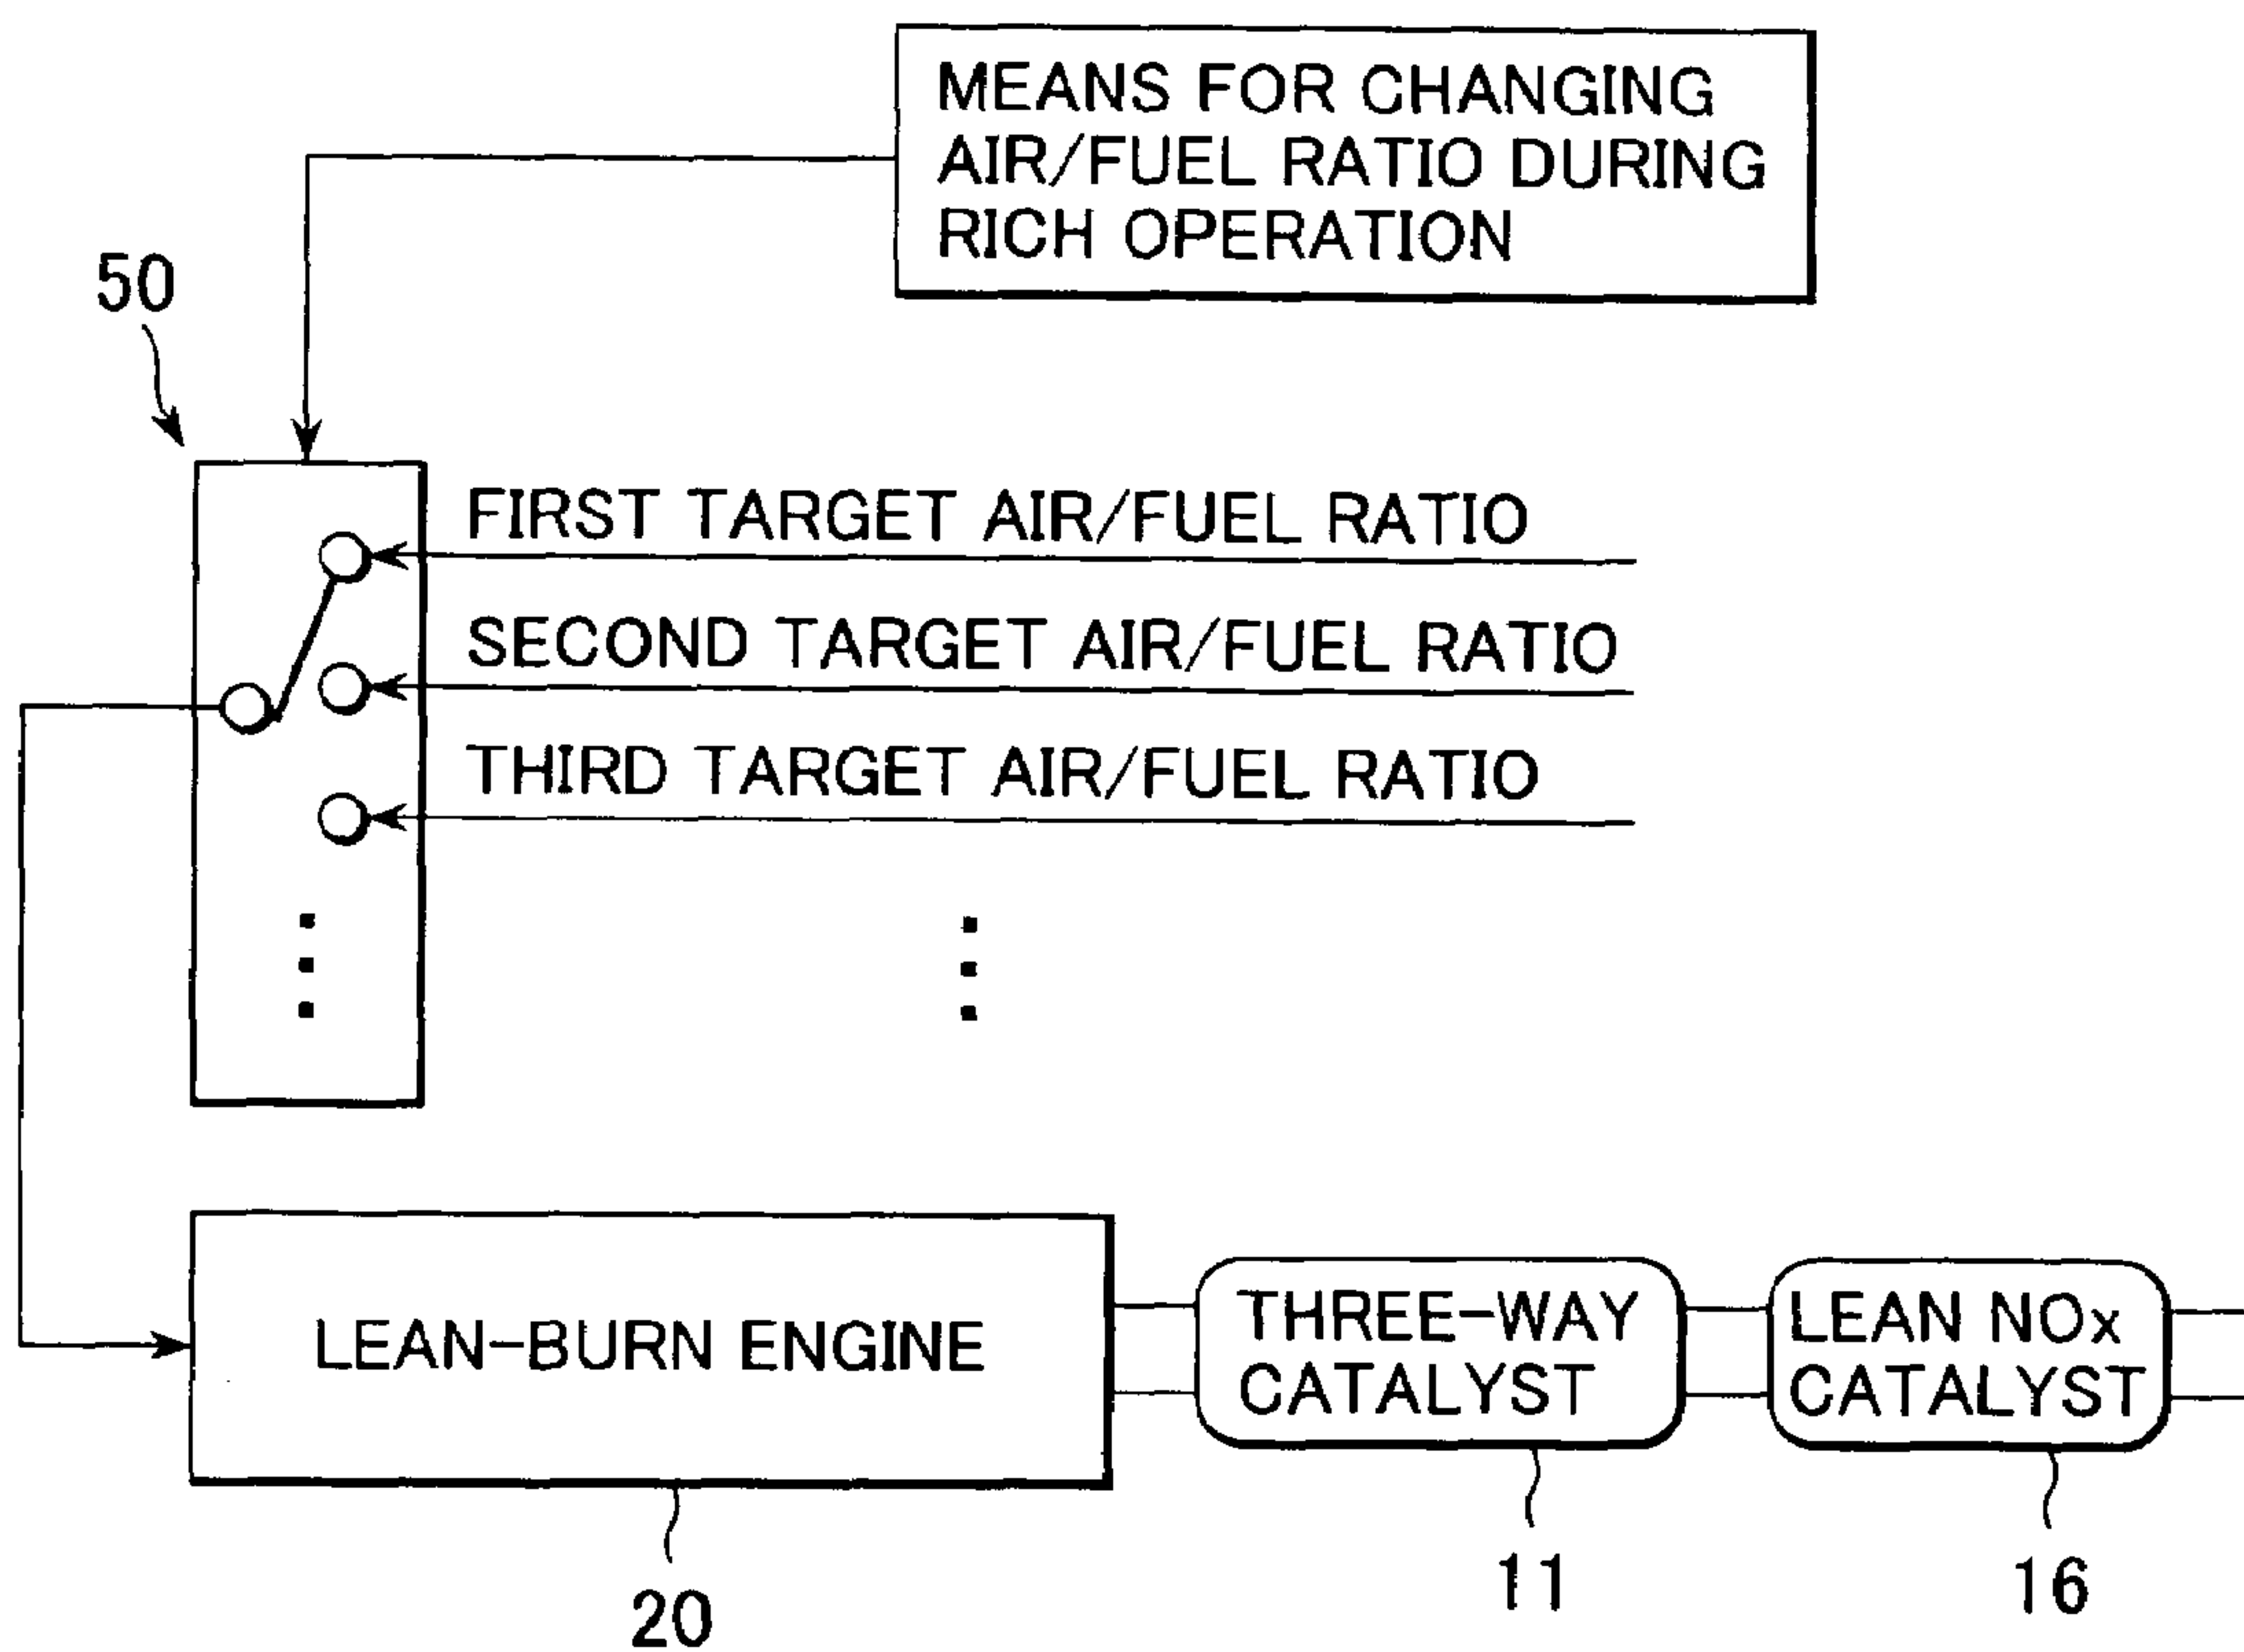 MEANS FOR CHANGING
AIR/FUEL RATIO DURING
RICH OPERATION
50
FIRST TARGET AIR/FUEL RATIO
SECOND TARGET AIR/FUEL RATIO
THIRD TARGET AIR/FUEL RATIO
LEAN-BURN ENGINE
THREE-WAY
CATALYST
LEAN NOx
CATALYST
20
11
16